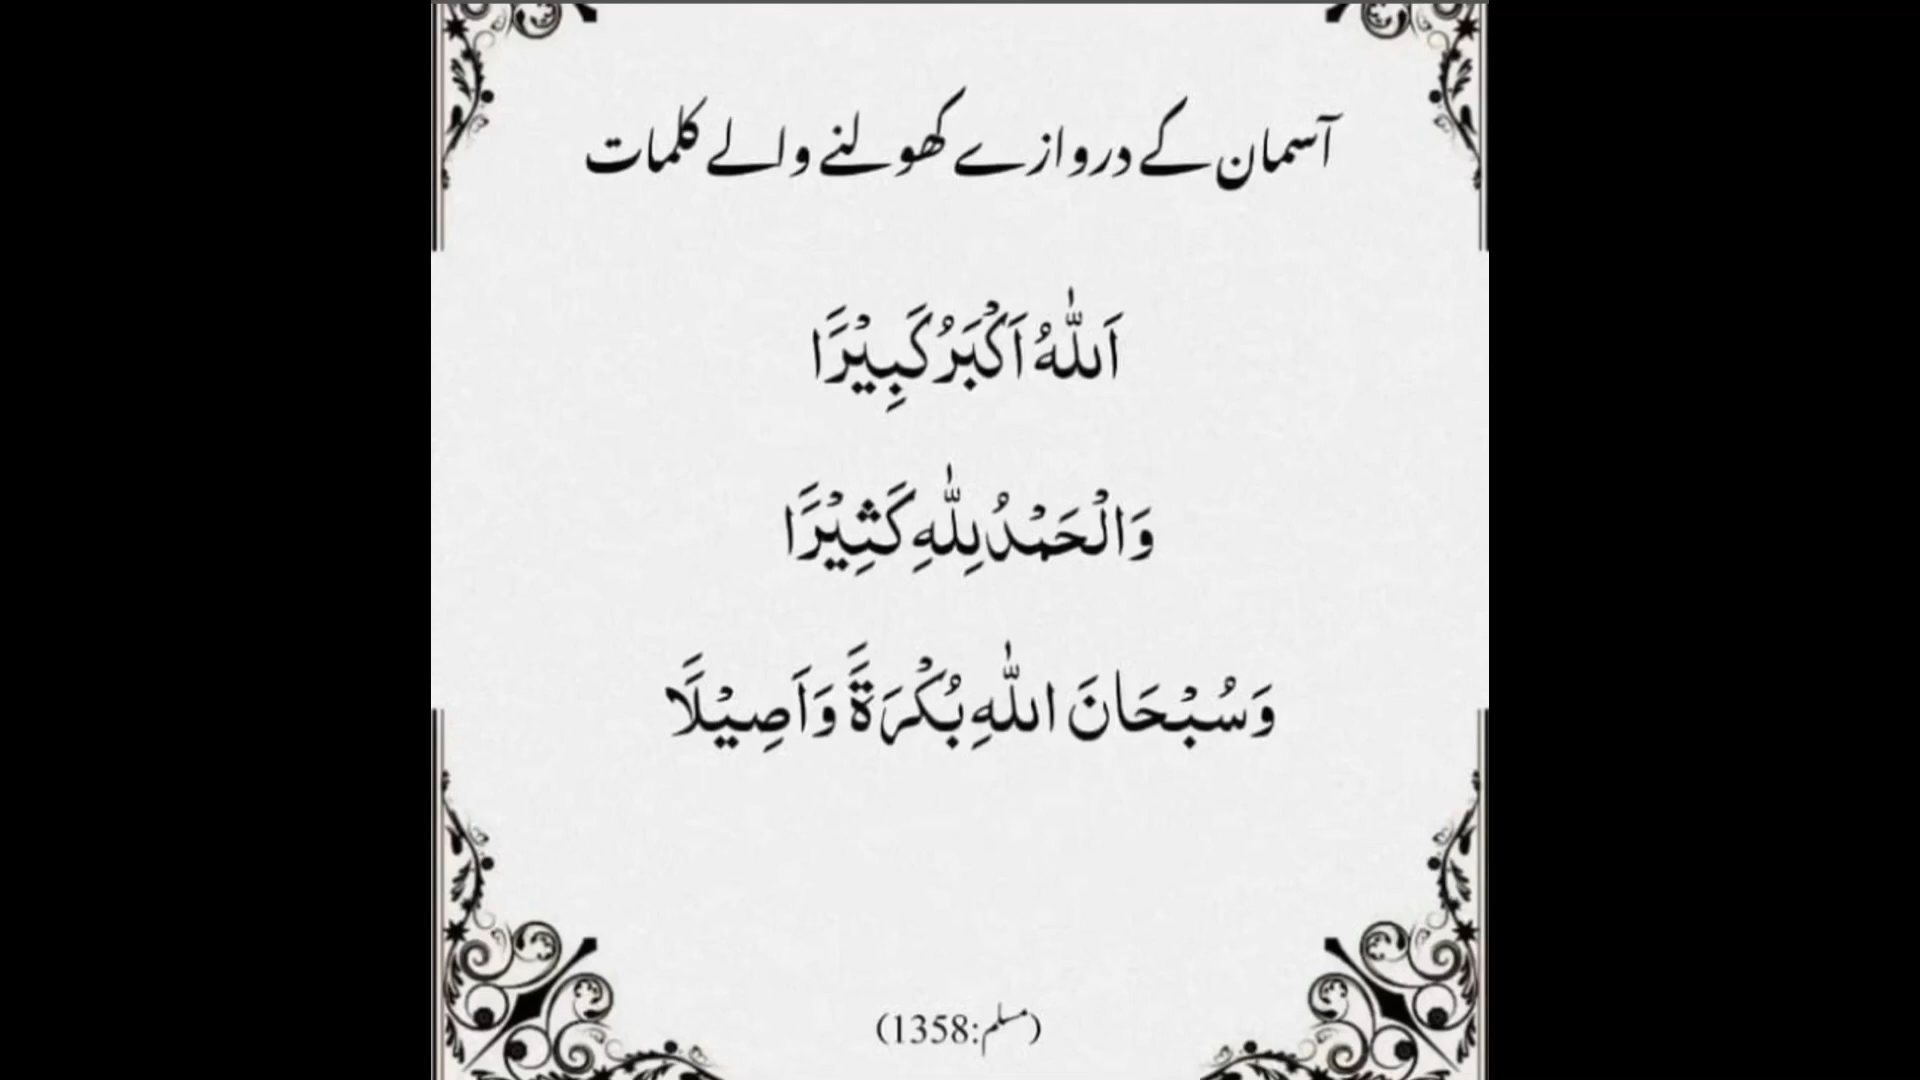 آسمان کے دروازے کھولنے والے کلمات
اَللّٰهُ اَكْبَرُ كَبِيْرًا
وَالْحَمْدُ لِلّٰهِ كَثِيْرًا
وَسُبْحَانَ اللّٰهِ بُكْرَةً وَاَصِيْلًا
(مسلم:1358)